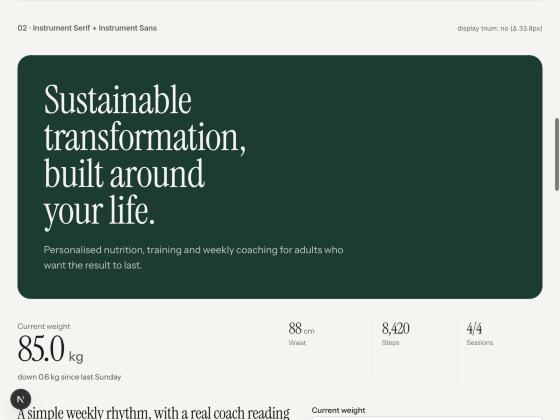 02 · Instrument Serif + Instrument Sans
display tnum: no (Δ 33.8px)
Sustainable
transformation,
built around
your life.
Personalised nutrition, training and weekly coaching for adults who
want the result to last.
Current weight
85.0 kg
down 0.6 kg since last Sunday
88 cm
Waist
8,420
Steps
4/4
Sessions
N
A simple weekly rhythm, with a real coach reading
Current weight